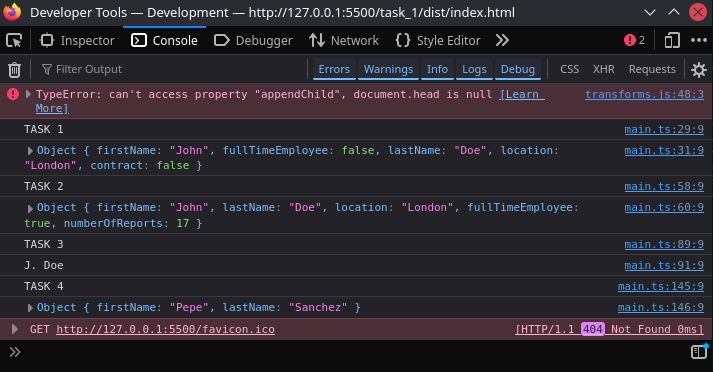 Developer Tools — Development — http://127.0.0.1:5500/task_1/dist/index.html
Inspector Console Debugger Network Style Editor 2
Filter Output Errors Warnings Info Logs Debug CSS XHR Requests
TypeError: can't access property "appendChild", document.head is null [Learn transforms.js:48:3
More]
TASK 1 main.ts:29:9
Object { firstName: "John", fullTimeEmployee: false, lastName: "Doe", location: main.ts:31:9
"London", contract: false }
TASK 2 main.ts:58:9
Object { firstName: "John", lastName: "Doe", location: "London", fullTimeEmployee: main.ts:60:9
true, numberOfReports: 17 }
TASK 3 main.ts:89:9
J. Doe main.ts:91:9
TASK 4 main.ts:145:9
Object { firstName: "Pepe", lastName: "Sanchez" } main.ts:146:9
GET http://127.0.0.1:5500/favicon.ico [HTTP/1.1 404 Not Found 0ms]